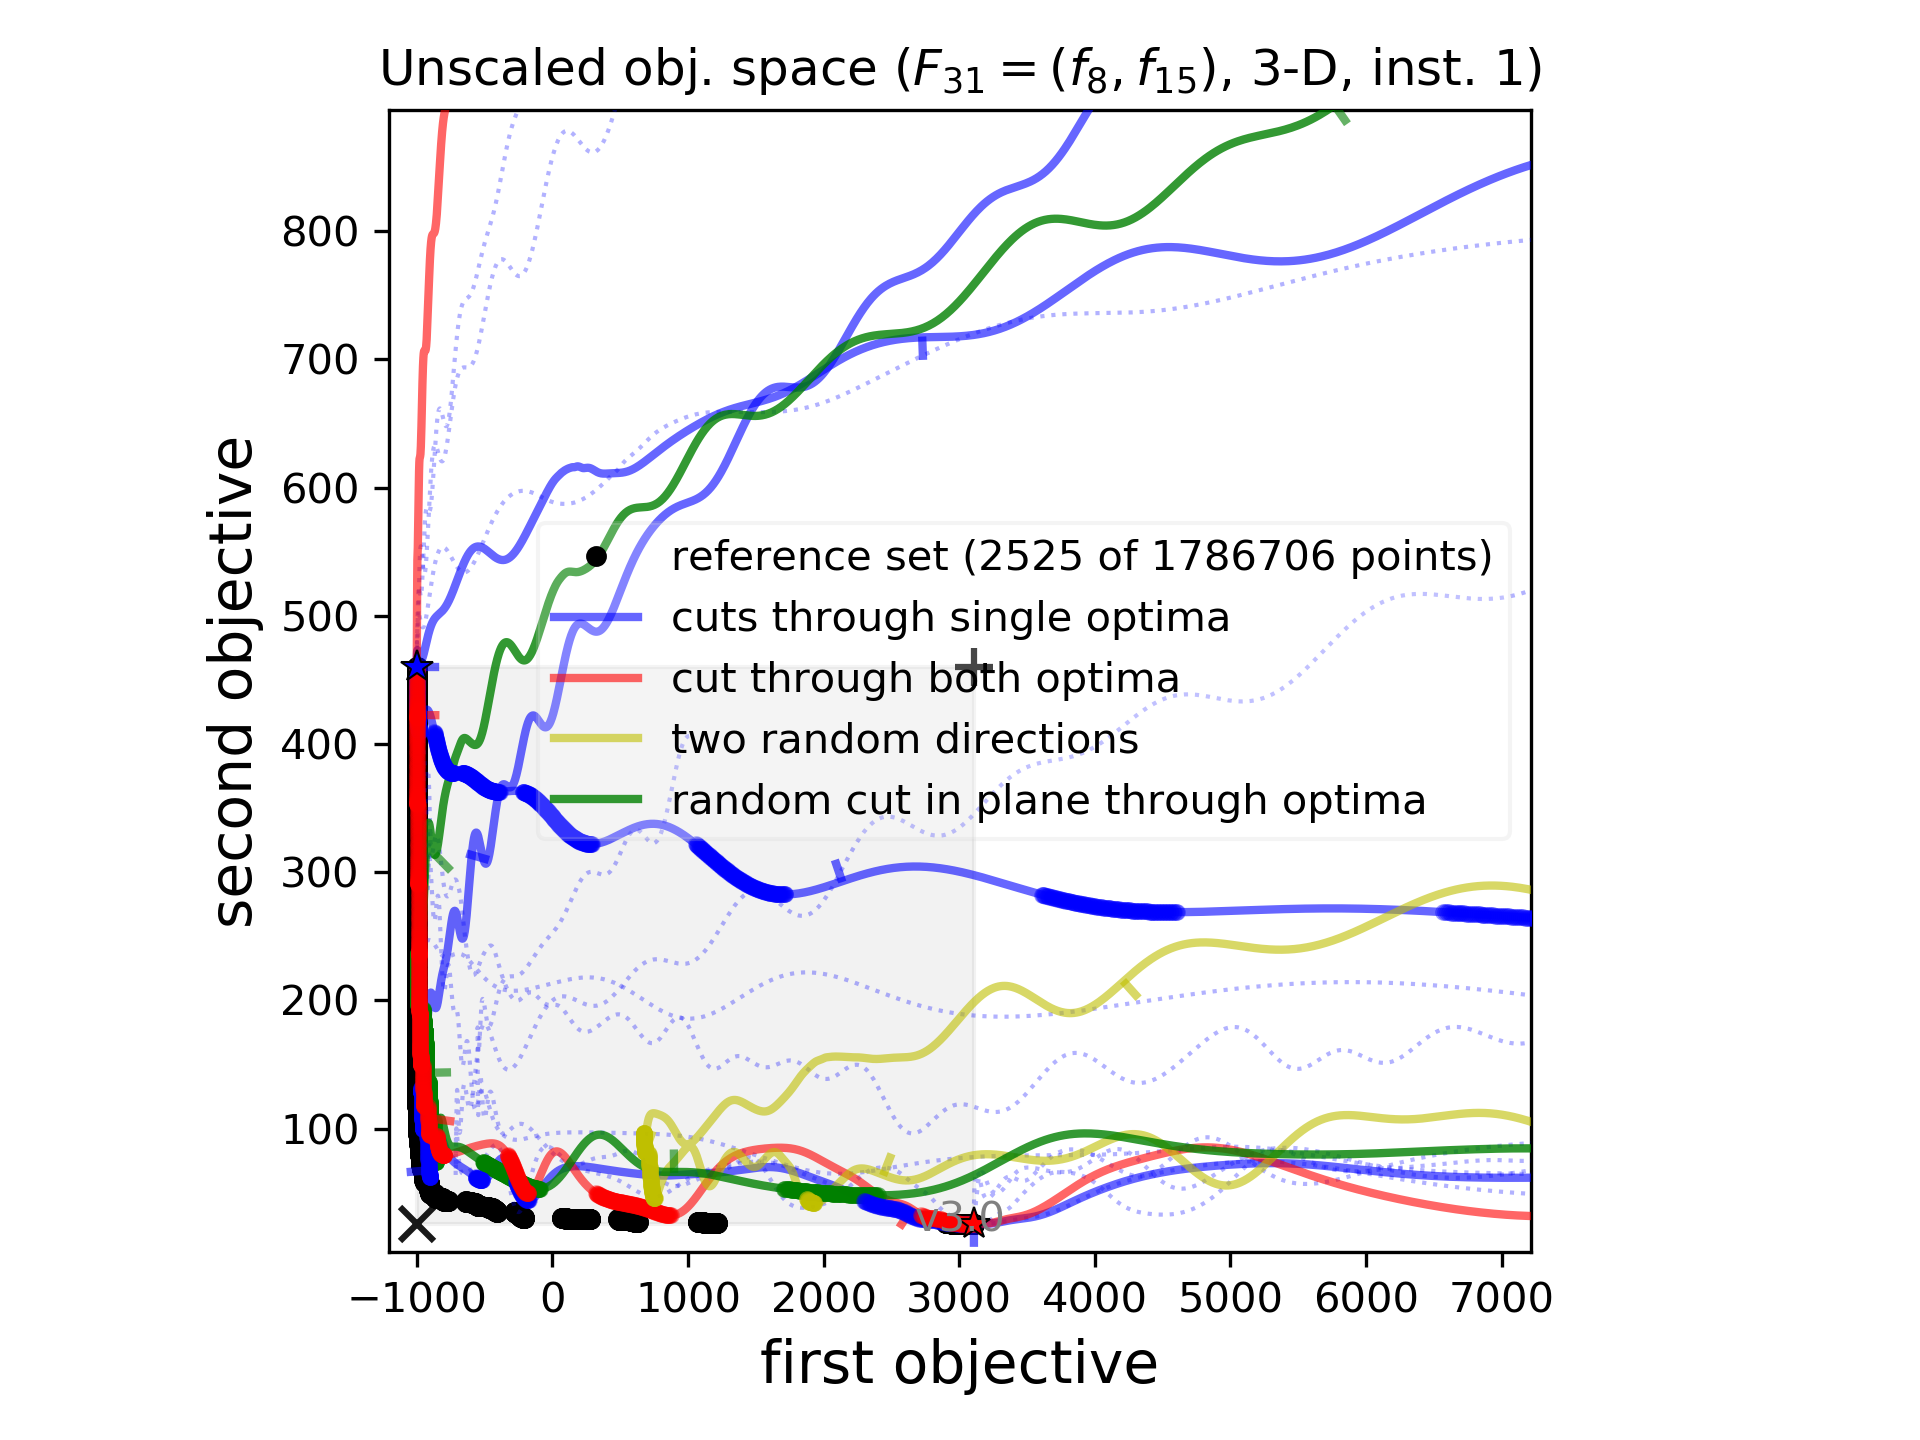 Unscaled obj. space (F31 = (f8, f15), 3-D, inst. 1)
800
700
600
500
400
300
200
100
second objective
reference set (2525 of 1786706 points)
cuts through single optima
cut through both optima
two random directions
random cut in plane through optima
v3.0
−1000 0 1000 2000 3000 4000 5000 6000 7000
first objective